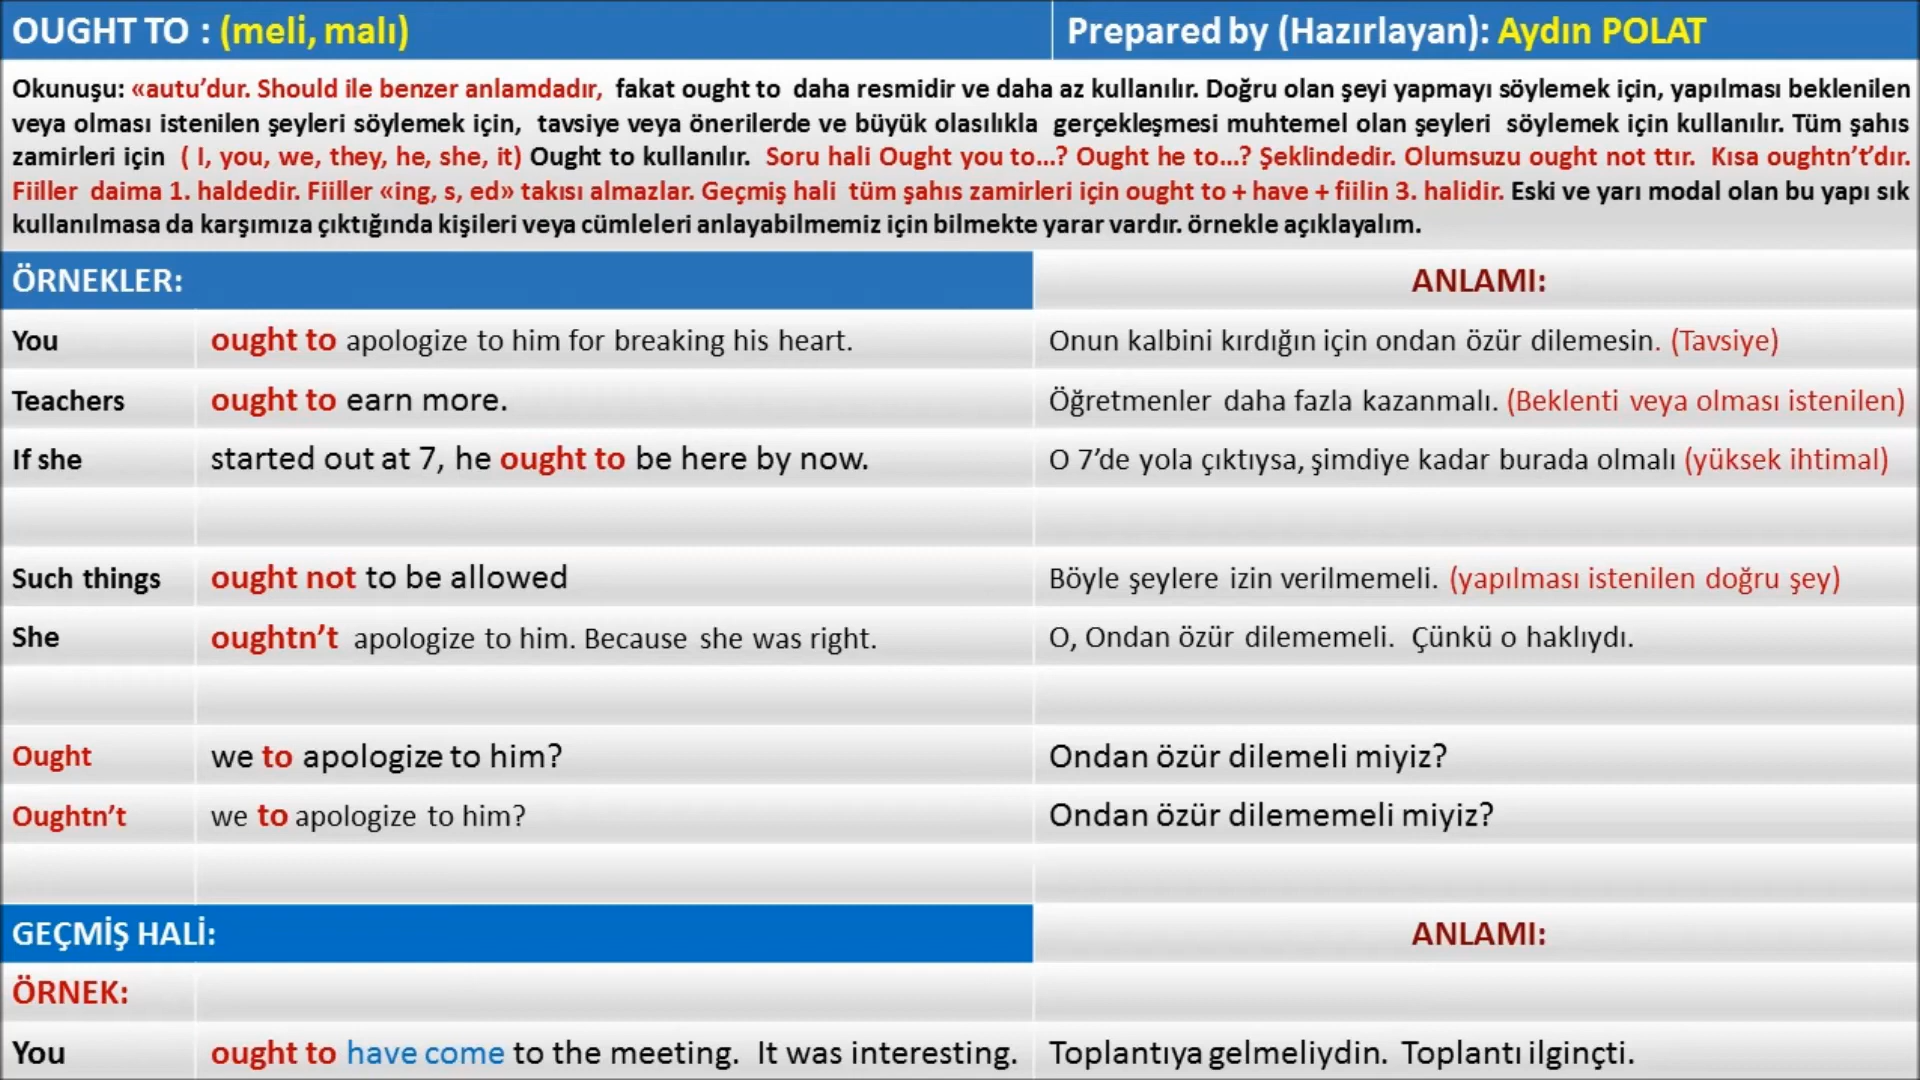 OUGHT TO : (meli, malı) Prepared by (Hazırlayan): Aydın POLAT
Okunuşu: «autu’dur. Should ile benzer anlamdadır, fakat ought to daha resmidir ve daha az kullanılır. Doğru olan şeyi yapmayı söylemek için, yapılması beklenilen
veya olması istenilen şeyleri söylemek için, tavsiye veya önerilerde ve büyük olasılıkla gerçekleşmesi muhtemel olan şeyleri söylemek için kullanılır. Tüm şahıs
zamirleri için ( I, you, we, they, he, she, it) Ought to kullanılır. Soru hali Ought you to...? Ought he to...? Şeklindedir. Olumsuzu ought not ttır. Kısa oughtn’t’dır.
Fiiller daima 1. haldedir. Fiiller «ing, s, ed» takısı almazlar. Geçmiş hali tüm şahıs zamirleri için ought to + have + fiilin 3. halidir. Eski ve yarı modal olan bu yapı sık
kullanılmasa da karşımıza çıktığında kişileri veya cümleleri anlayabilmemiz için bilmekte yarar vardır. örnekle açıklayalım.
ÖRNEKLER: ANLAMI:
You ought to apologize to him for breaking his heart. Onun kalbini kırdığın için ondan özür dilemesin. (Tavsiye)
Teachers ought to earn more. Öğretmenler daha fazla kazanmalı. (Beklenti veya olması istenilen)
If she started out at 7, he ought to be here by now. O 7’de yola çıktıysa, şimdiye kadar burada olmalı (yüksek ihtimal)
Such things ought not to be allowed Böyle şeylere izin verilmemeli. (yapılması istenilen doğru şey)
She oughtn’t apologize to him. Because she was right. O, Ondan özür dilememeli. Çünkü o haklıydı.
Ought we to apologize to him? Ondan özür dilemeli miyiz?
Oughtn’t we to apologize to him? Ondan özür dilememeli miyiz?
GEÇMİŞ HALİ: ANLAMI:
ÖRNEK:
You ought to have come to the meeting. It was interesting. Toplantıya gelmeliydin. Toplantı ilginçti.